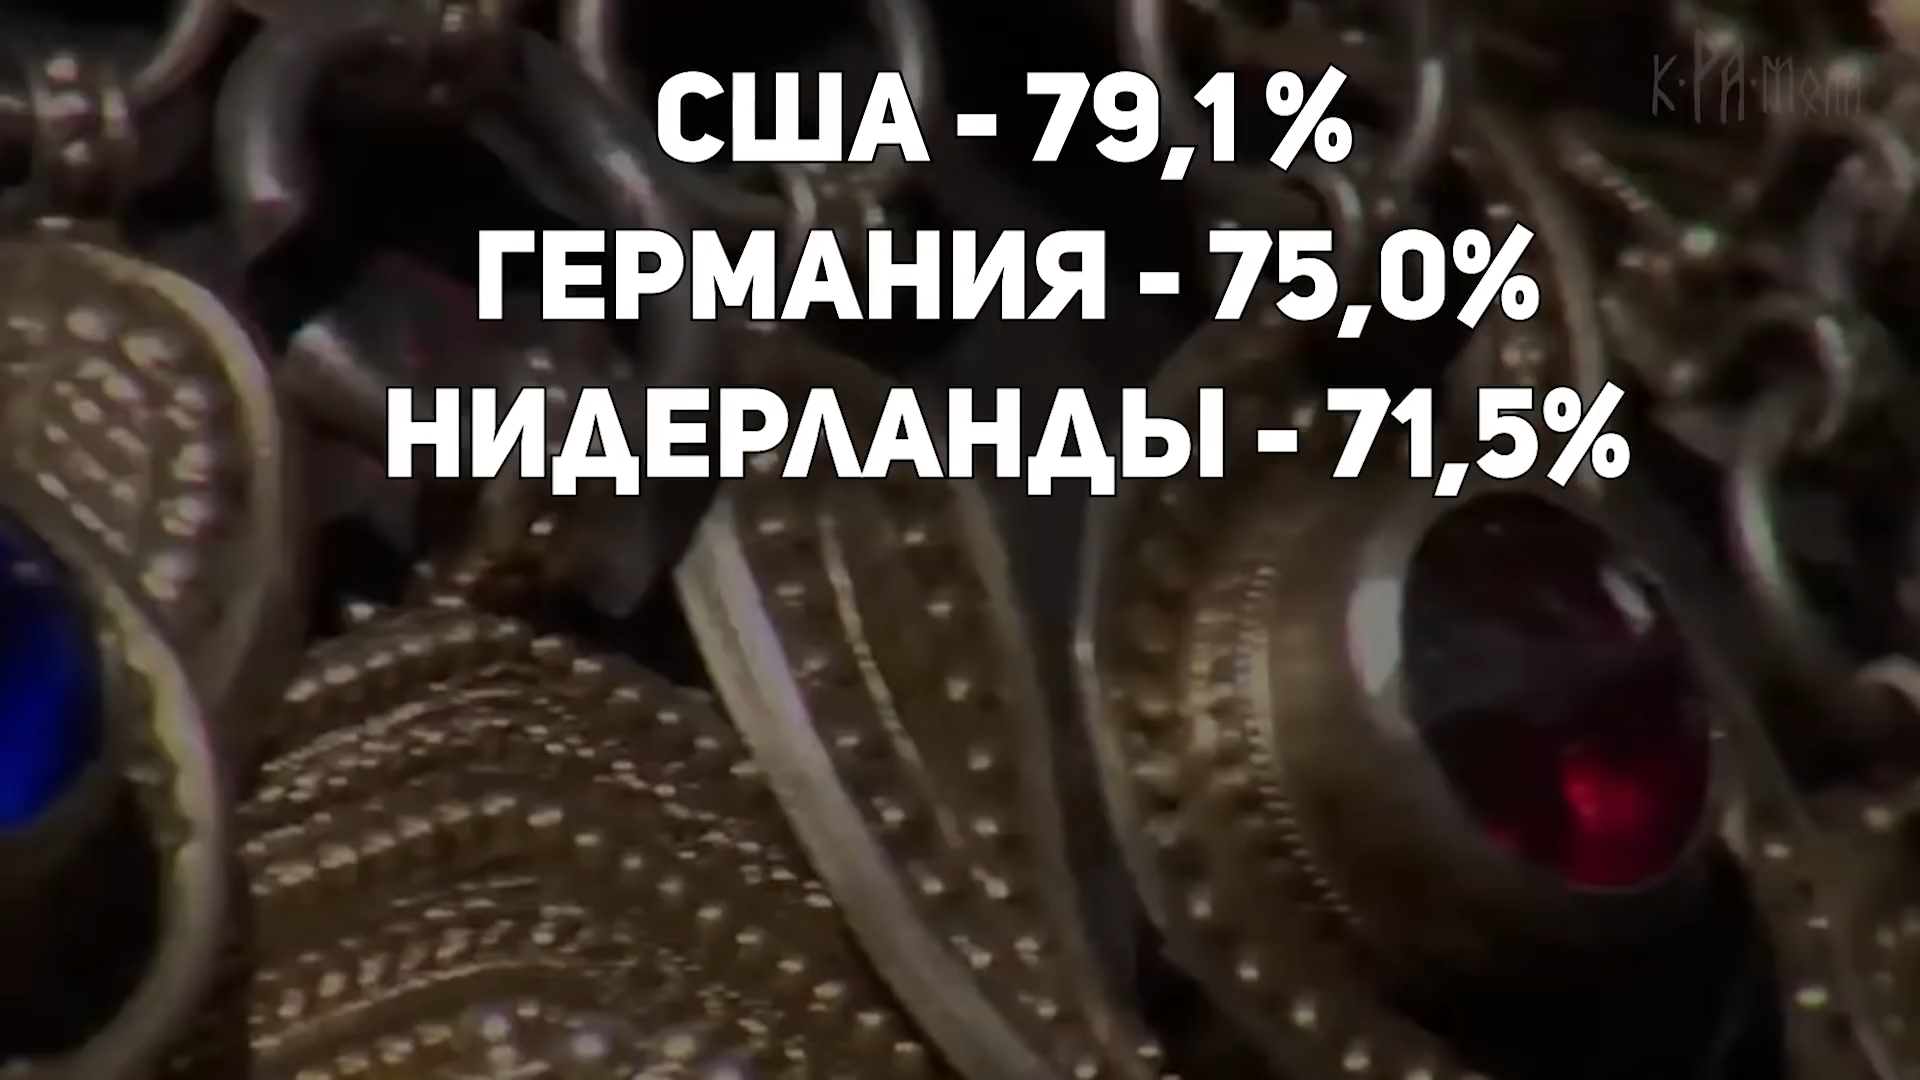 США - 79,1%
ГЕРМАНИЯ - 75,0%
НИДЕРЛАНДЫ - 71,5%